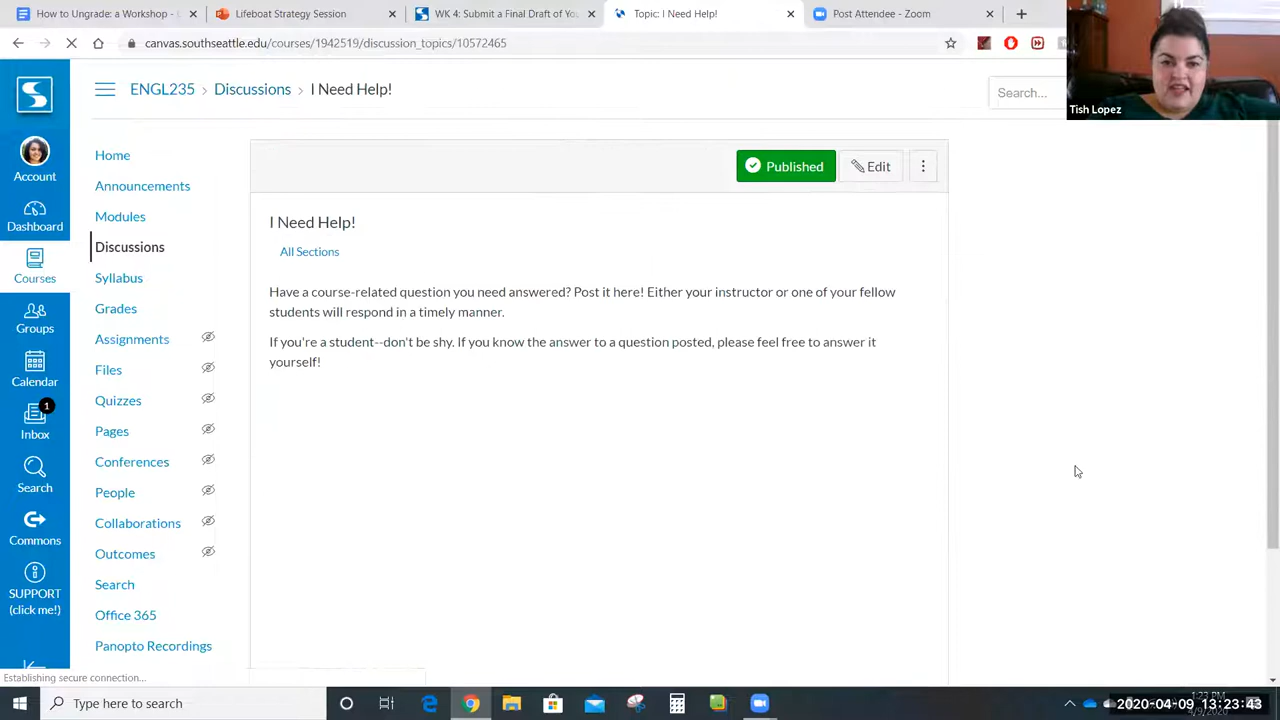 How to Up a Workshop -
Lifeboat Strategy Session
WK 4: Submit a Final Draft of Yo
Topic: I Need Help!
Post Attendee - Zoom
canvas.southseattle.edu/courses/1942519/discussion_topics/10572465
Tish Lopez
ENGL235 > Discussions > I Need Help!
Search...
Account
Dashboard
Courses
Groups
Calendar
1
Inbox
Search
Commons
SUPPORT
(click me!)
Home
Announcements
Modules
Discussions
Syllabus
Grades
Assignments
Files
Quizzes
Pages
Conferences
People
Collaborations
Outcomes
Search
Office 365
Panopto Recordings
Published
Edit
I Need Help!
All Sections
Have a course-related question you need answered? Post it here! Either your instructor or one of your fellow
students will respond in a timely manner.
If you're a student--don't be shy. If you know the answer to a question posted, please feel free to answer it
yourself!
Establishing secure connection...
Type here to search
1:23 PM
2020-04-09 13:23:43